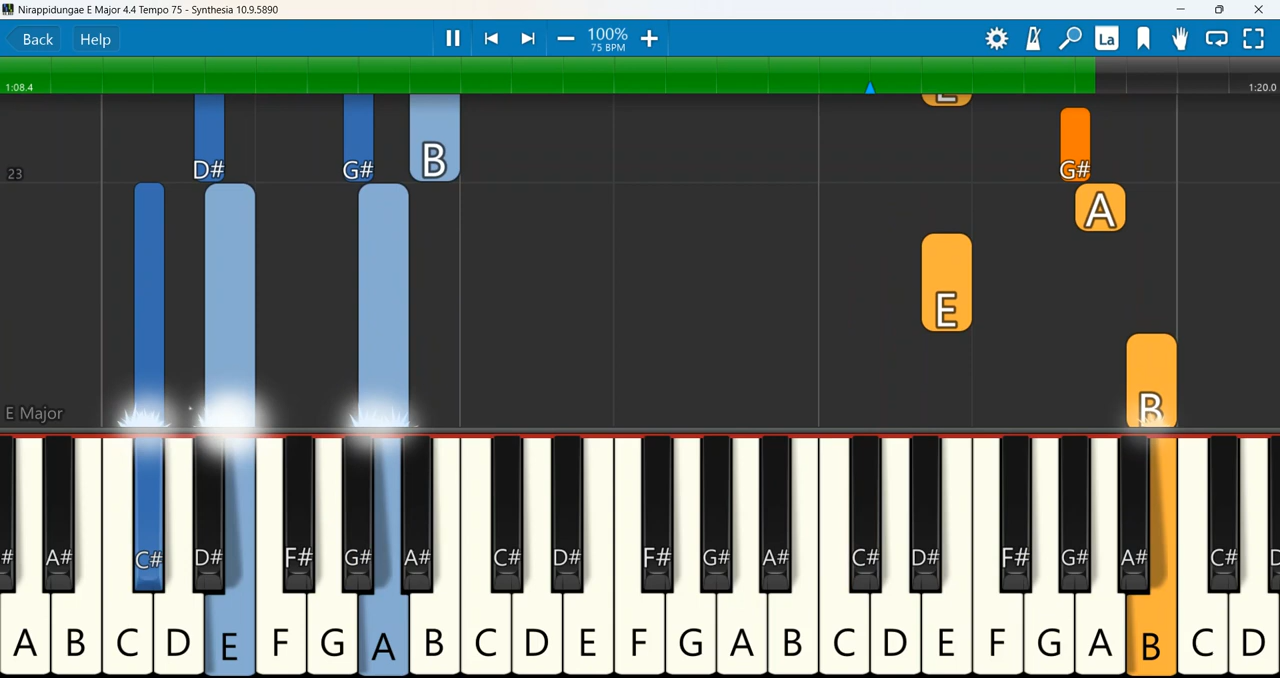 Nirappidungae E Major 4.4 Tempo 75 - Synthesia 10.9.5890
Back Help 100% La
75 BPM
1:08.4 1:20.0
E
D# G# B G#
23
A
E
B
E Major
# A# C# D# F# G# A# C# D# F# G# A# C# D# F# G# A# C# D
A B C D E F G A B C D E F G A B C D E F G A B C D